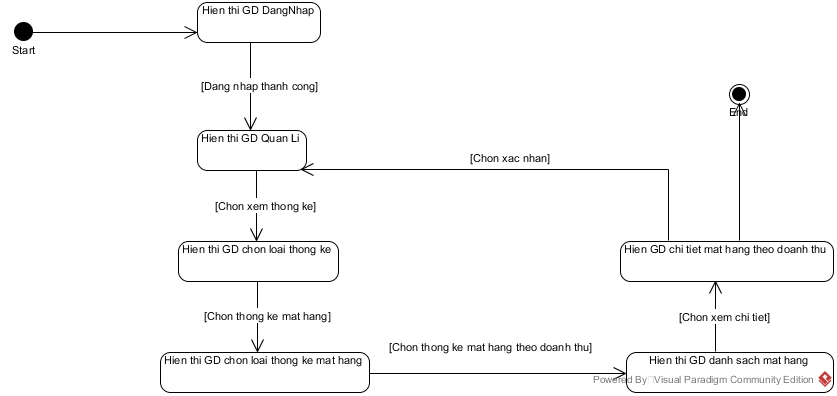 Hien thi GD DangNhap
Start
[Dang nhap thanh cong]
End
Hien thi GD Quan Li
[Chon xac nhan]
[Chon xem thong ke]
Hien thi GD chon loai thong ke
Hien GD chi tiet mat hang theo doanh thu
[Chon thong ke mat hang]
[Chon xem chi tiet]
[Chon thong ke mat hang theo doanh thu]
Hien thi GD chon loai thong ke mat hang
Hien thi GD danh sach mat hang
Powered By Visual Paradigm Community Edition